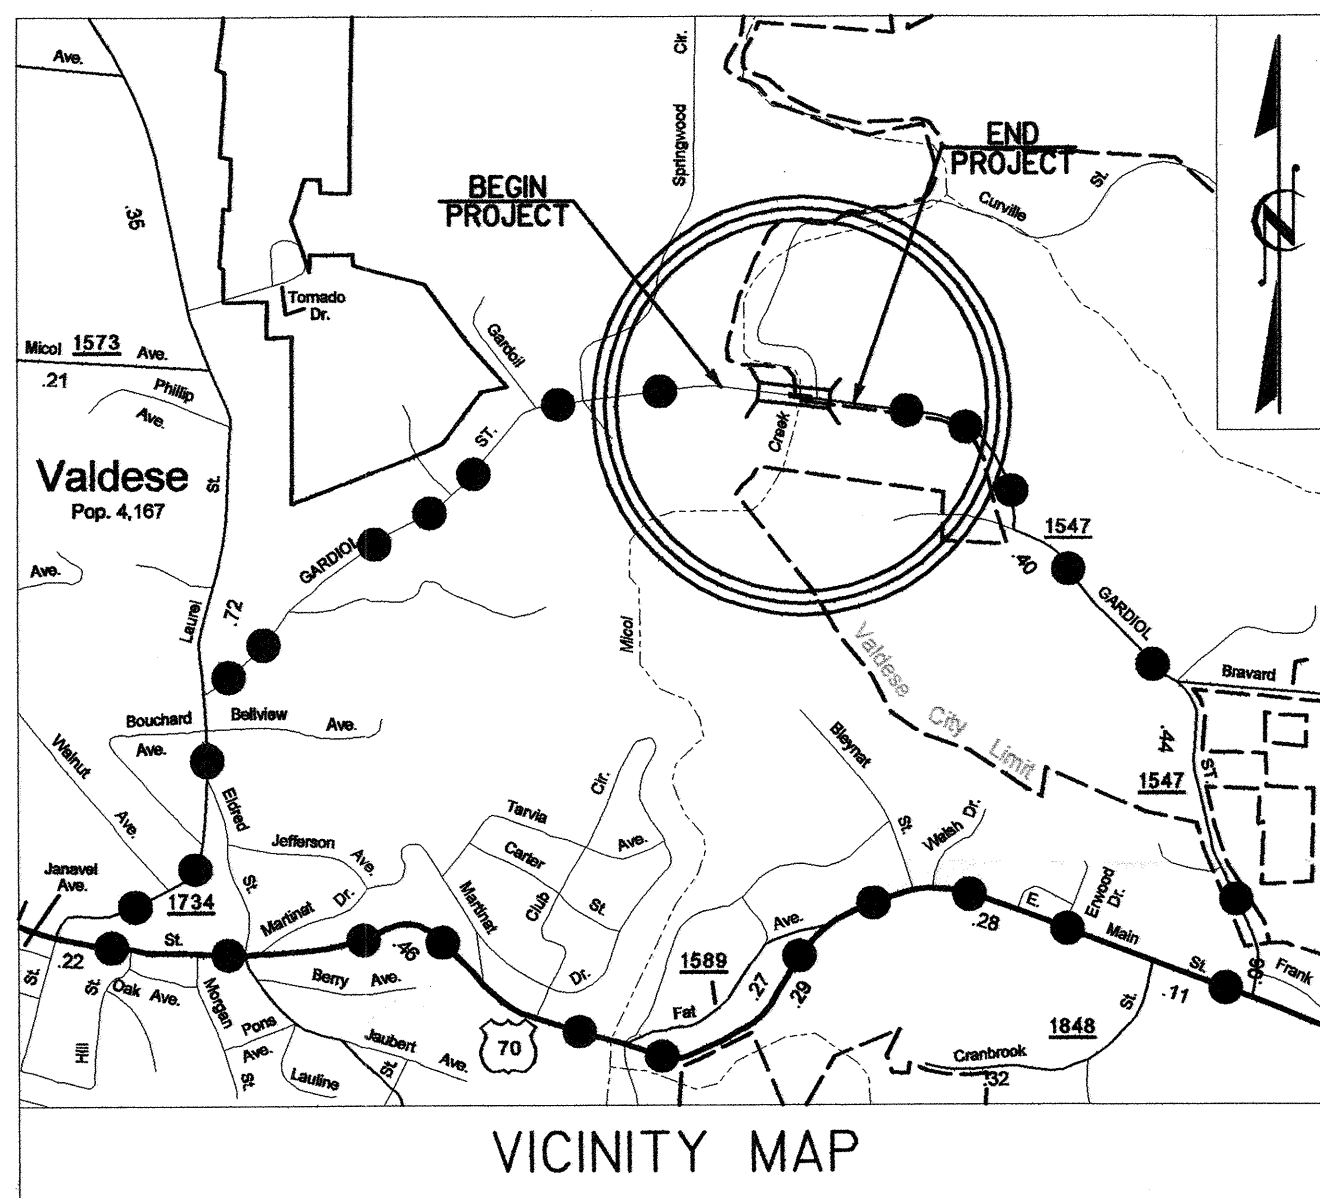 Ave.
Cir.
Springwood
END
PROJECT
BEGIN
PROJECT
St.
Curville
.35
N
Tornado
Dr.
Micol 1573 Ave.
.21
Phillip
Ave.
Gardoil
ST.
Creek
Valdese
Pop. 4,167
St.
1547
.40
GARDIOL
GARDIOL
Ave.
.72
Laurel
Micol
Valdese City Limit
Bravard
Bouchard
Ave.
Bellview Ave.
.44
ST.
1547
Walnut
Ave.
Eldred
St.
Bleynat
St.
Walsh Dr.
Cir.
Tarvia
Ave.
Carter
St.
Club
Jefferson
Ave.
Janavel
Ave.
1734
Martinat
Dr.
Martinat
Dr.
Ave.
E.
Main
St.
Erwood
Dr.
.28
St.
.22
.46
1589
.27
.29
Fat
.06
Frank
.11
St.
St.
Oak Ave.
Morgan
St.
Berry Ave.
Pons
Ave.
Jaubert
Ave.
St.
Lauline
Hill
70
1848
St.
Cranbrook
.32
VICINITY MAP